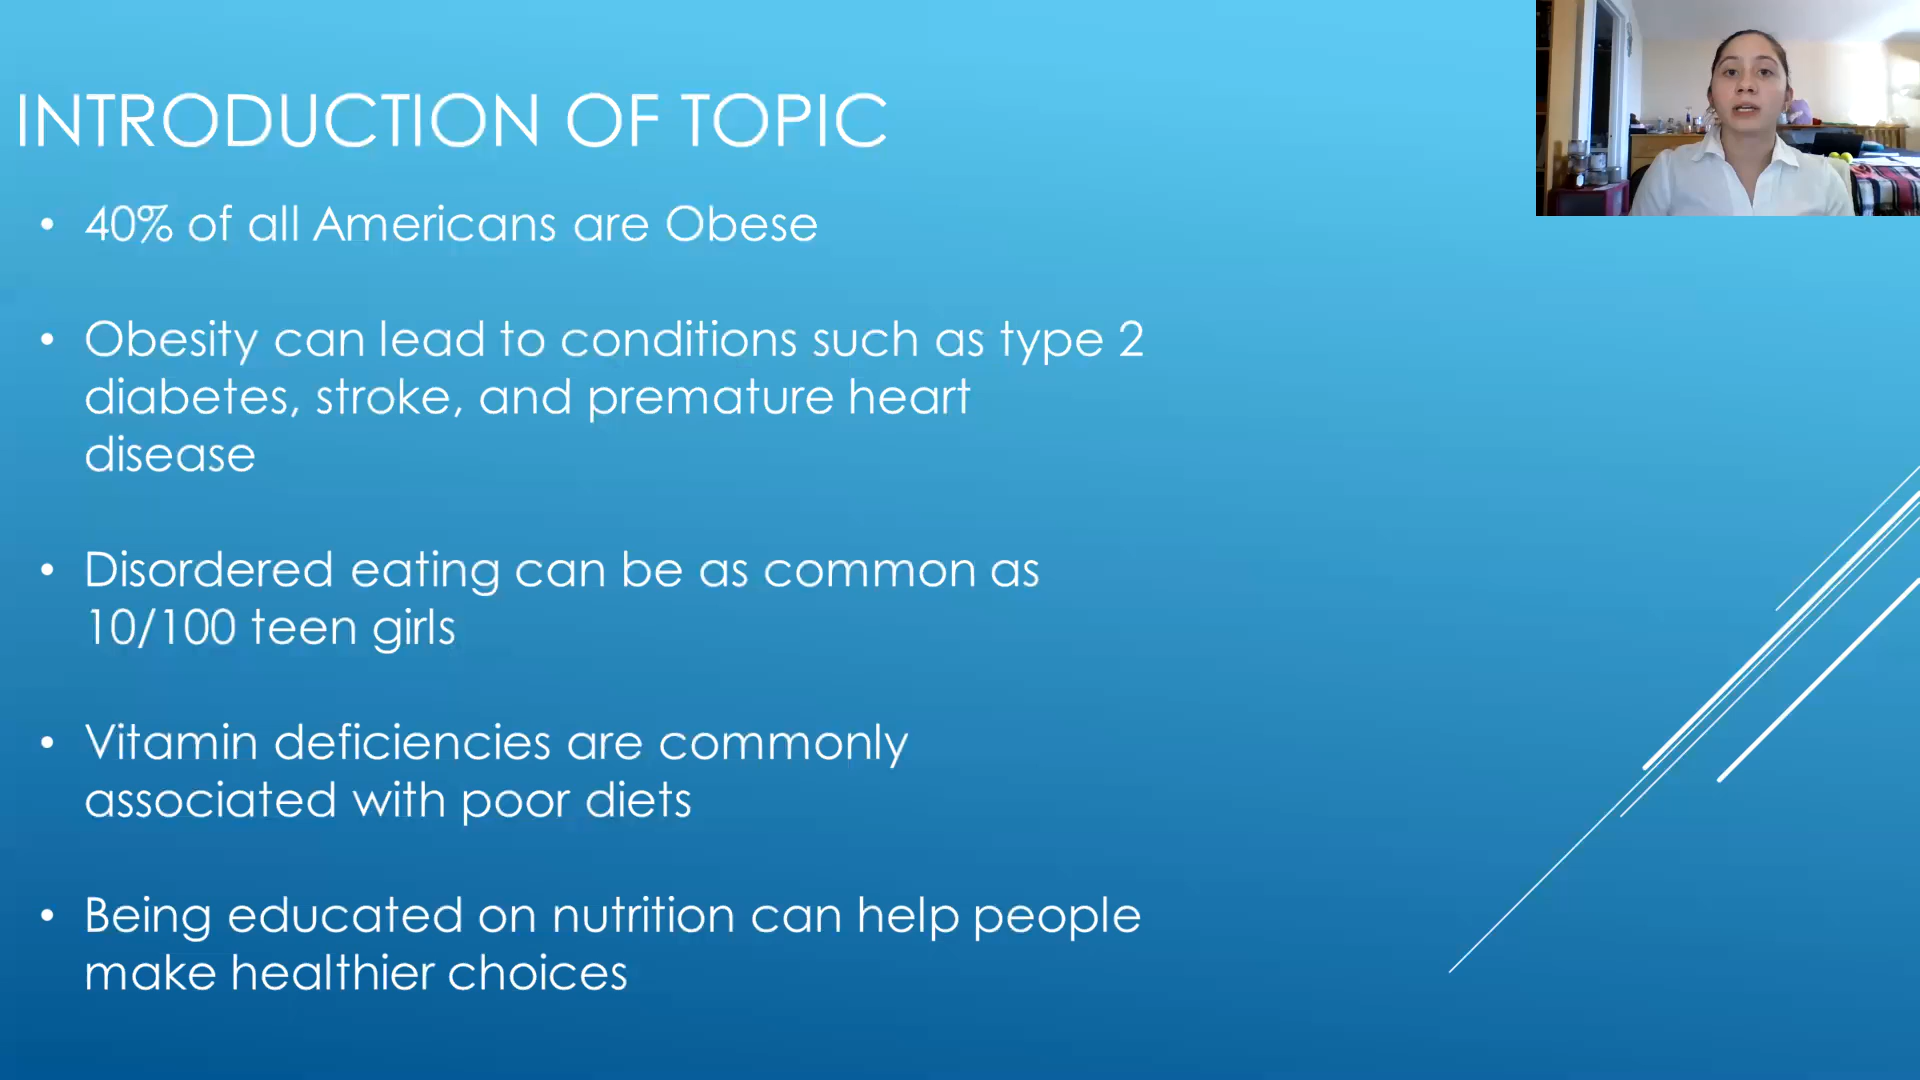 INTRODUCTION OF TOPIC
• 40% of all Americans are Obese
• Obesity can lead to conditions such as type 2
diabetes, stroke, and premature heart
disease
• Disordered eating can be as common as
10/100 teen girls
• Vitamin deficiencies are commonly
associated with poor diets
• Being educated on nutrition can help people
make healthier choices